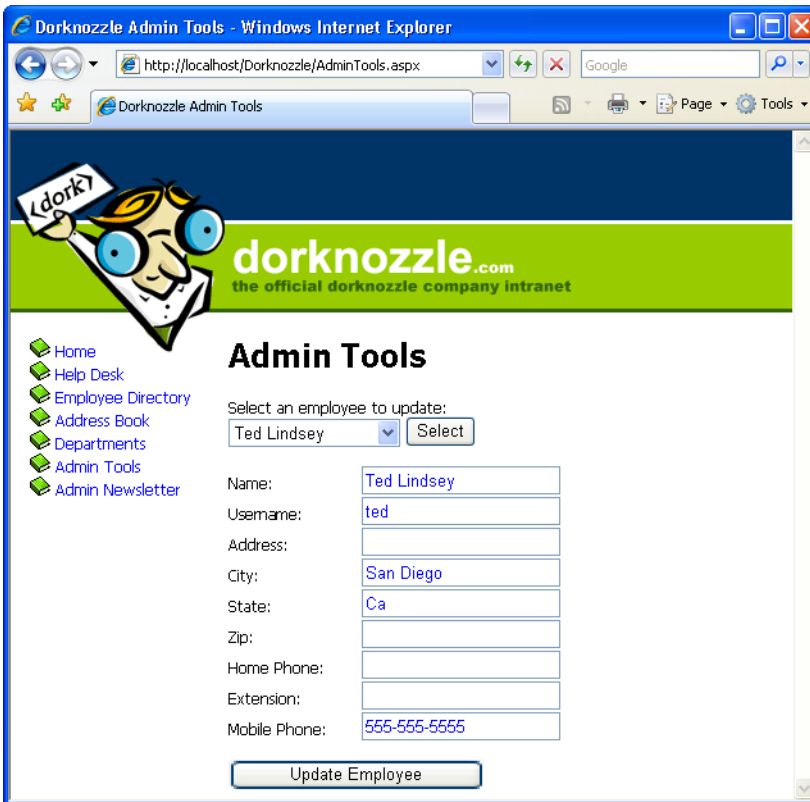 Dorknozzle Admin Tools - Windows Internet Explorer
http://localhost/Dorknozzle/AdminTools.aspx
Google
Dorknozzle Admin Tools
Page
Tools
<dork>
dorknozzle.com
the official dorknozzle company intranet
Home
Help Desk
Employee Directory
Address Book
Departments
Admin Tools
Admin Newsletter
Admin Tools
Select an employee to update:
Ted Lindsey Select
Name: Ted Lindsey
Username: ted
Address:
City: San Diego
State: Ca
Zip:
Home Phone:
Extension:
Mobile Phone: 555-555-5555
Update Employee